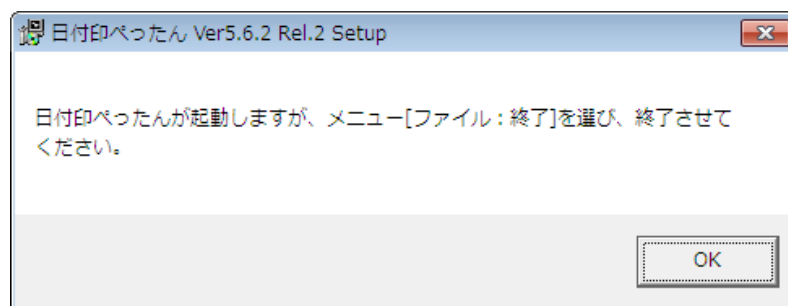 日付印ぺったん Ver5.6.2 Rel.2 Setup
日付印ぺったんが起動しますが、メニュー[ファイル：終了]を選び、終了させて
ください。
OK